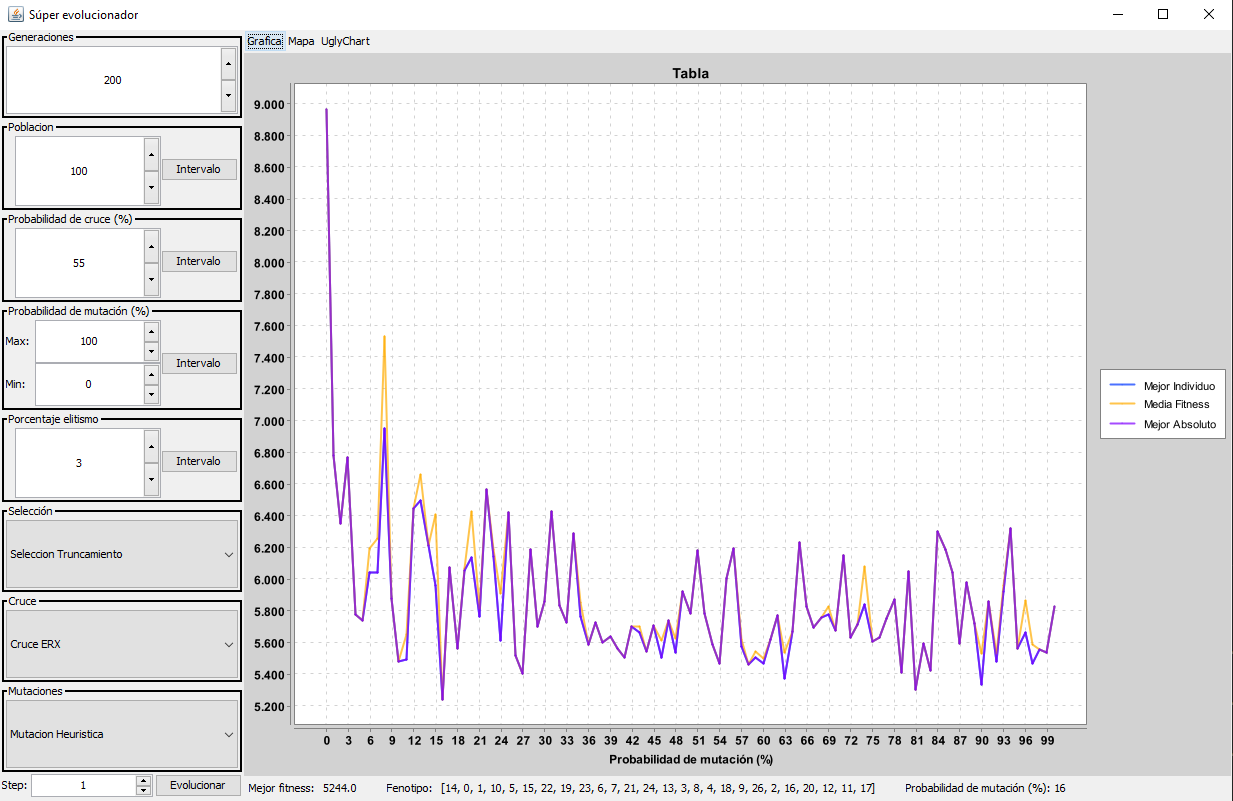 Súper evolucionador
Generaciones
200
Poblacion
100
Intervalo
Probabilidad de cruce (%)
55
Intervalo
Probabilidad de mutación (%)
Max:
100
Intervalo
Min:
0
Porcentaje elitismo
3
Intervalo
Selección
Seleccion Truncamiento
Cruce
Cruce ERX
Mutaciones
Mutacion Heuristica
Step:
1
Evolucionar
Grafica Mapa UglyChart
Tabla
9.000
8.800
8.600
8.400
8.200
8.000
7.800
7.600
7.400
7.200
7.000
6.800
6.600
6.400
6.200
6.000
5.800
5.600
5.400
5.200
0 3 6 9 12 15 18 21 24 27 30 33 36 39 42 45 48 51 54 57 60 63 66 69 72 75 78 81 84 87 90 93 96 99
Probabilidad de mutación (%)
Mejor Individuo
Media Fitness
Mejor Absoluto
Mejor fitness: 5244.0 Fenotipo: [14, 0, 1, 10, 5, 15, 22, 19, 23, 6, 7, 21, 24, 13, 3, 8, 4, 18, 9, 26, 2, 16, 20, 12, 11, 17] Probabilidad de mutación (%): 16